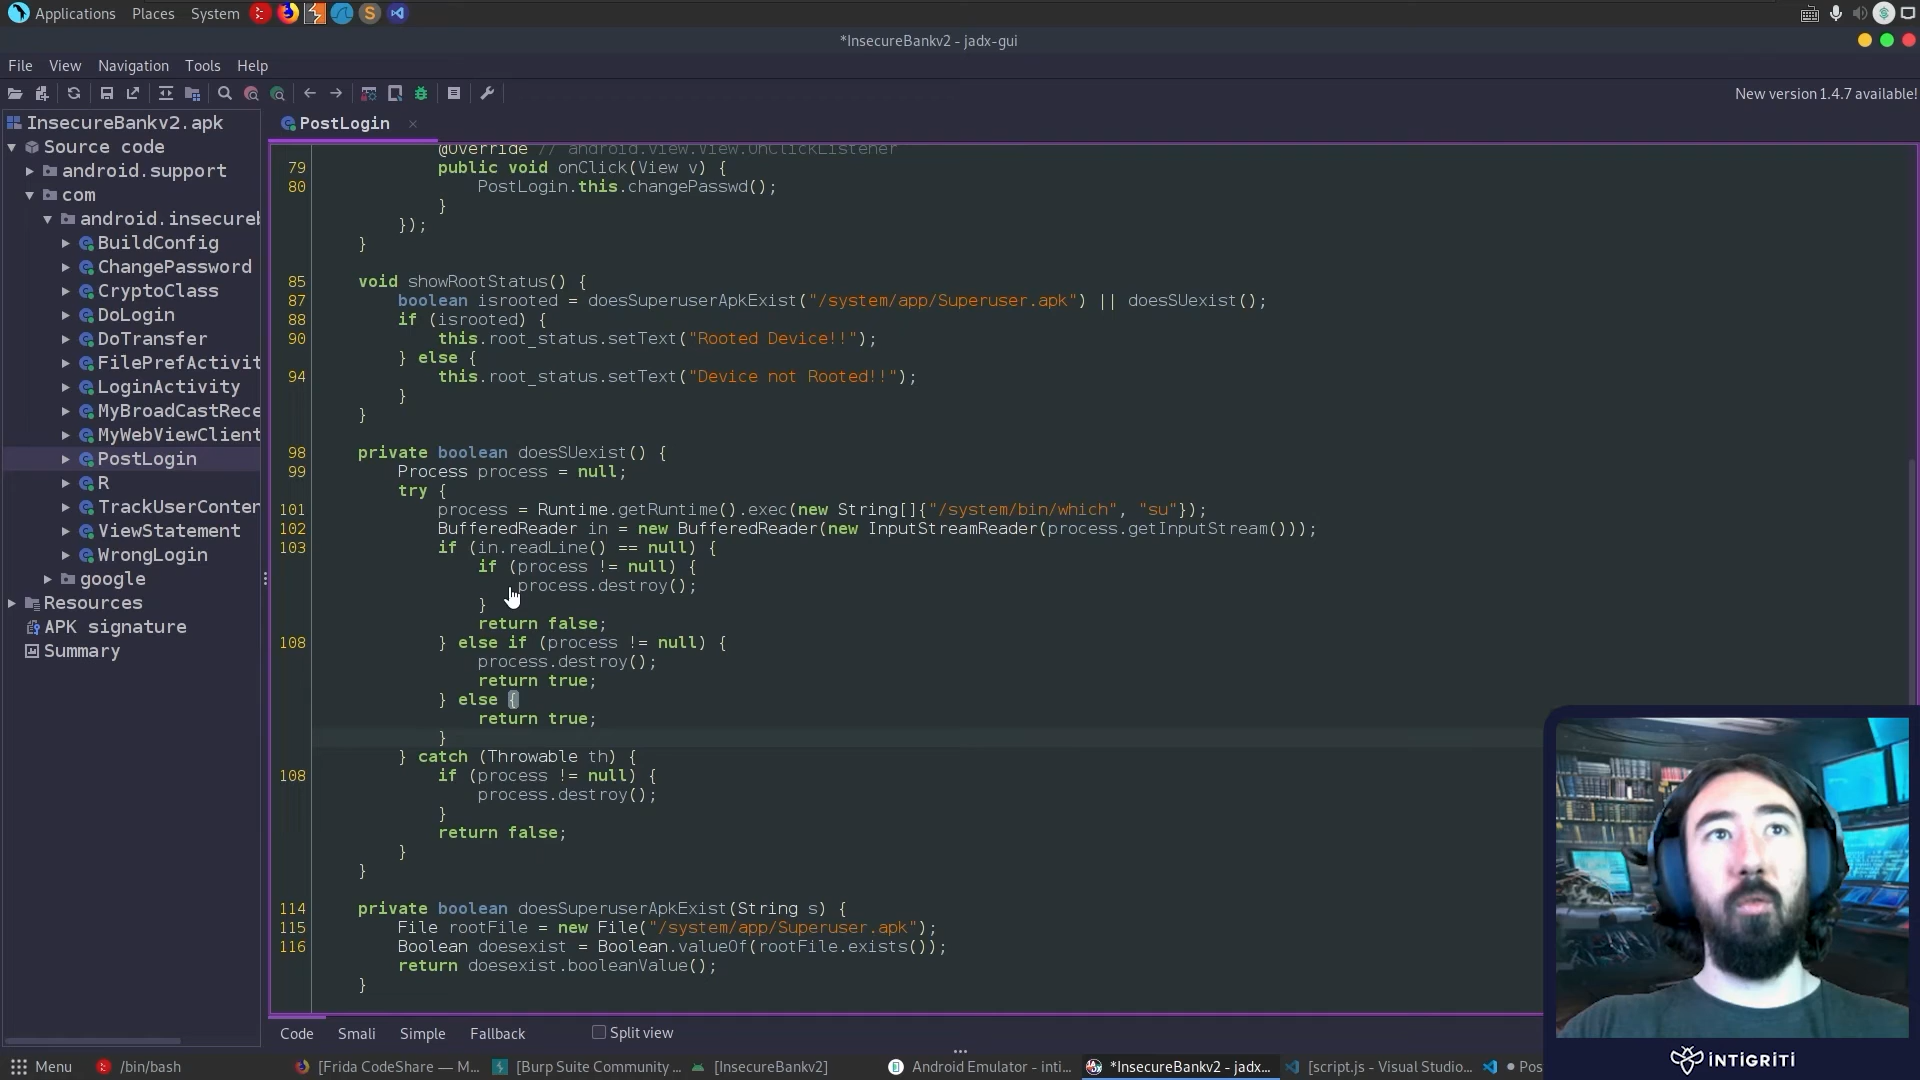 Applications Places System
*InsecureBankv2 - jadx-gui
File View Navigation Tools Help
New version 1.4.7 available!
InsecureBankv2.apk
Source code
android.support
com
android.insecureb
BuildConfig
ChangePassword
CryptoClass
DoLogin
DoTransfer
FilePrefActivit
LoginActivity
MyBroadCastRece
MyWebViewClient
PostLogin
R
TrackUserConten
ViewStatement
WrongLogin
google
Resources
APK signature
Summary
PostLogin
@Override // android.view.View.OnClickListener
79 public void onClick(View v) {
80 PostLogin.this.changePasswd();
}
});
}
85 void showRootStatus() {
87 boolean isrooted = doesSuperuserApkExist("/system/app/Superuser.apk") || doesSUexist();
88 if (isrooted) {
90 this.root_status.setText("Rooted Device!!");
} else {
94 this.root_status.setText("Device not Rooted!!");
}
}
98 private boolean doesSUexist() {
99 Process process = null;
try {
101 process = Runtime.getRuntime().exec(new String[]{"/system/bin/which", "su"});
102 BufferedReader in = new BufferedReader(new InputStreamReader(process.getInputStream()));
103 if (in.readLine() == null) {
if (process != null) {
process.destroy();
}
return false;
108 } else if (process != null) {
process.destroy();
return true;
} else {
return true;
}
} catch (Throwable th) {
108 if (process != null) {
process.destroy();
}
return false;
}
}
114 private boolean doesSuperuserApkExist(String s) {
115 File rootFile = new File("/system/app/Superuser.apk");
116 Boolean doesexist = Boolean.valueOf(rootFile.exists());
return doesexist.booleanValue();
}
Code Smali Simple Fallback Split view
INTIGRITI
Menu /bin/bash [Frida CodeShare — M... [Burp Suite Community ... [InsecureBankv2] Android Emulator - inti... *InsecureBankv2 - jadx... [script.js - Visual Studio... Pos